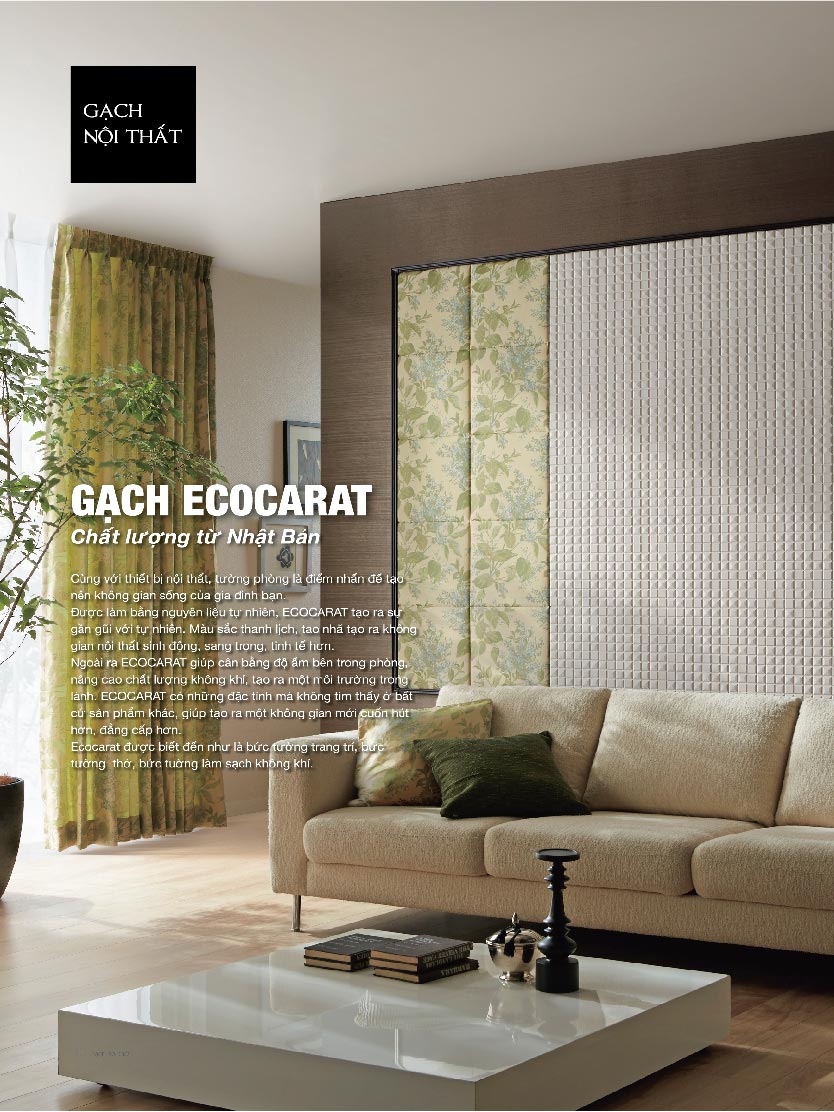 GẠCH
NỘI THẤT
GẠCH ECOCARAT
Chất lượng từ Nhật Bản
Cùng với thiết bị nội thất, tường phòng là điểm nhấn để tạo
nên không gian sống của gia đình bạn.
Được làm bằng nguyên liệu tự nhiên, ECOCARAT tạo ra sự
gần gũi với tự nhiên. Màu sắc thanh lịch, tao nhã tạo ra không
gian nội thất sinh động, sang trọng, tinh tế hơn.
Ngoài ra ECOCARAT giúp cân bằng độ ẩm bên trong phòng,
nâng cao chất lượng không khí, tạo ra một môi trường trong
lành. ECOCARAT có những đặc tính mà không tìm thấy ở bất
cứ sản phẩm khác, giúp tạo ra một không gian mới cuốn hút
hơn, đẳng cấp hơn.
Ecocarat được biết đến như là bức tường trang trí, bức
tường thở, bức tuờng làm sạch không khí.